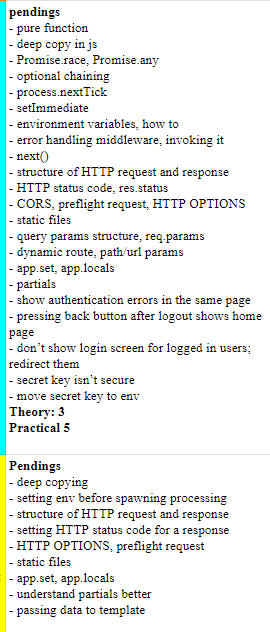 pendings
- pure function
- deep copy in js
- Promise.race, Promise.any
- optional chaining
- process.nextTick
- setImmediate
- environment variables, how to
- error handling middleware, invoking it
- next()
- structure of HTTP request and response
- HTTP status code, res.status
- CORS, preflight request, HTTP OPTIONS
- static files
- query params structure, req.params
- dynamic route, path/url params
- app.set, app.locals
- partials
- show authentication errors in the same page
- pressing back button after logout shows home
page
- don’t show login screen for logged in users;
redirect them
- secret key isn’t secure
- move secret key to env
Theory: 3
Practical 5
Pendings
- deep copying
- setting env before spawning processing
- structure of HTTP request and response
- setting HTTP status code for a response
- HTTP OPTIONS, preflight request
- static files
- app.set, app.locals
- understand partials better
- passing data to template